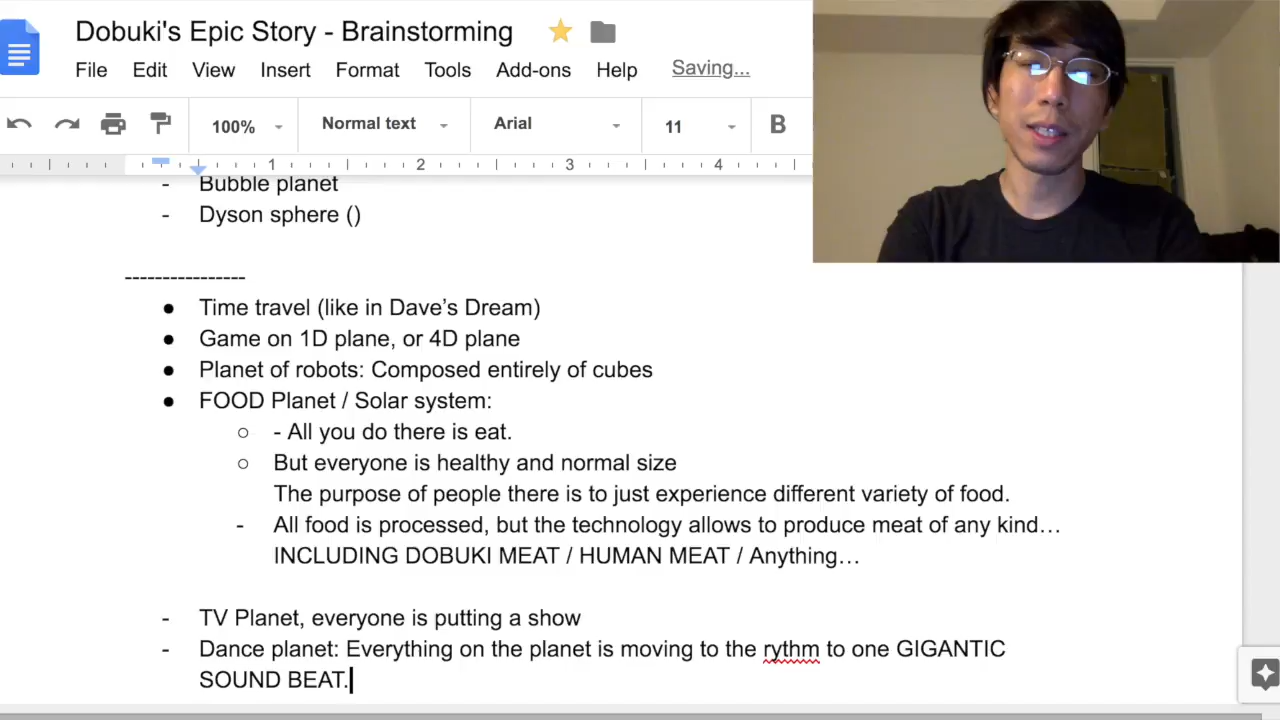 Dobuki's Epic Story - Brainstorming
File Edit View Insert Format Tools Add-ons Help Saving...
100% Normal text Arial 11 B
1 2 3 4
- Bubble planet
- Dyson sphere ()
----------------
● Time travel (like in Dave’s Dream)
● Game on 1D plane, or 4D plane
● Planet of robots: Composed entirely of cubes
● FOOD Planet / Solar system:
○ - All you do there is eat.
○ But everyone is healthy and normal size
The purpose of people there is to just experience different variety of food.
- All food is processed, but the technology allows to produce meat of any kind…
INCLUDING DOBUKI MEAT / HUMAN MEAT / Anything…
- TV Planet, everyone is putting a show
- Dance planet: Everything on the planet is moving to the rythm to one GIGANTIC
SOUND BEAT.